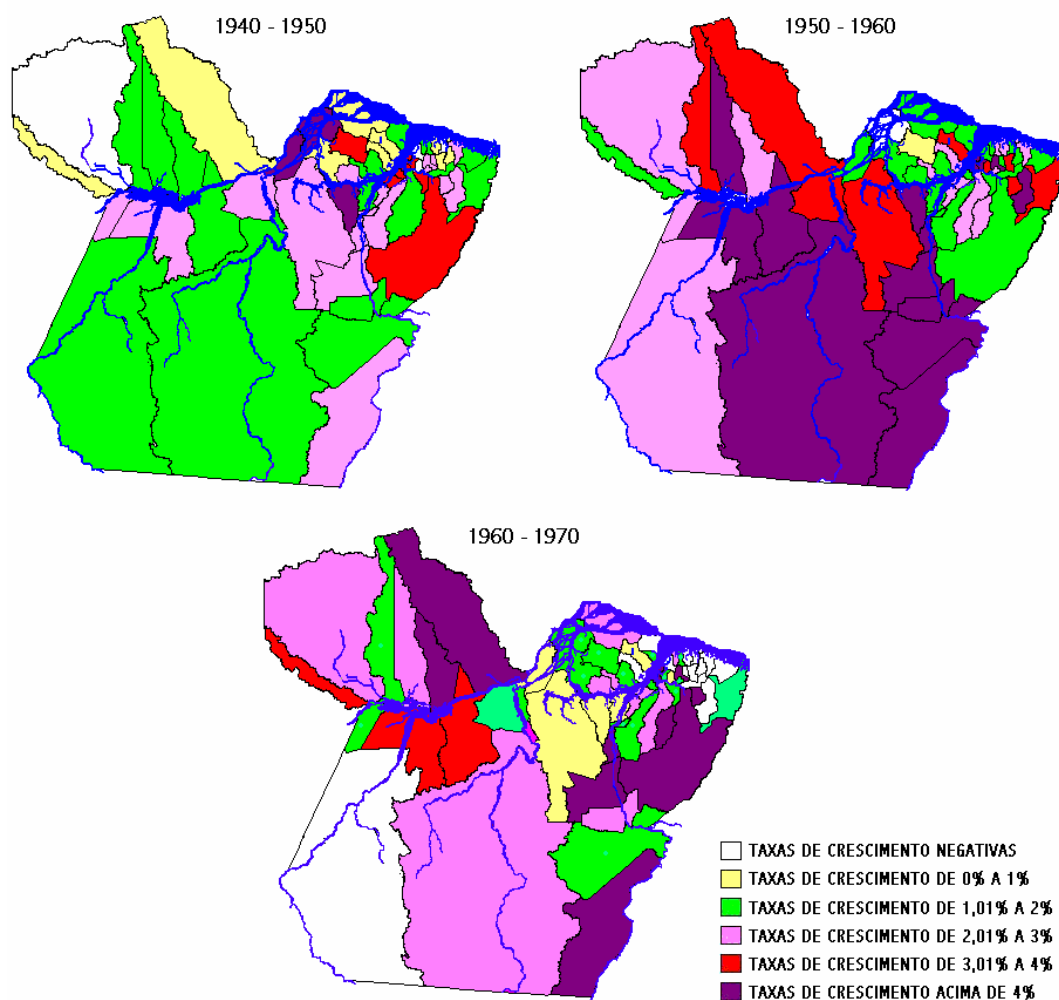 1940 - 1950
1950 - 1960
1960 - 1970
TAXAS DE CRESCIMENTO NEGATIVAS
TAXAS DE CRESCIMENTO DE 0% A 1%
TAXAS DE CRESCIMENTO DE 1,01% A 2%
TAXAS DE CRESCIMENTO DE 2,01% A 3%
TAXAS DE CRESCIMENTO DE 3,01% A 4%
TAXAS DE CRESCIMENTO ACIMA DE 4%